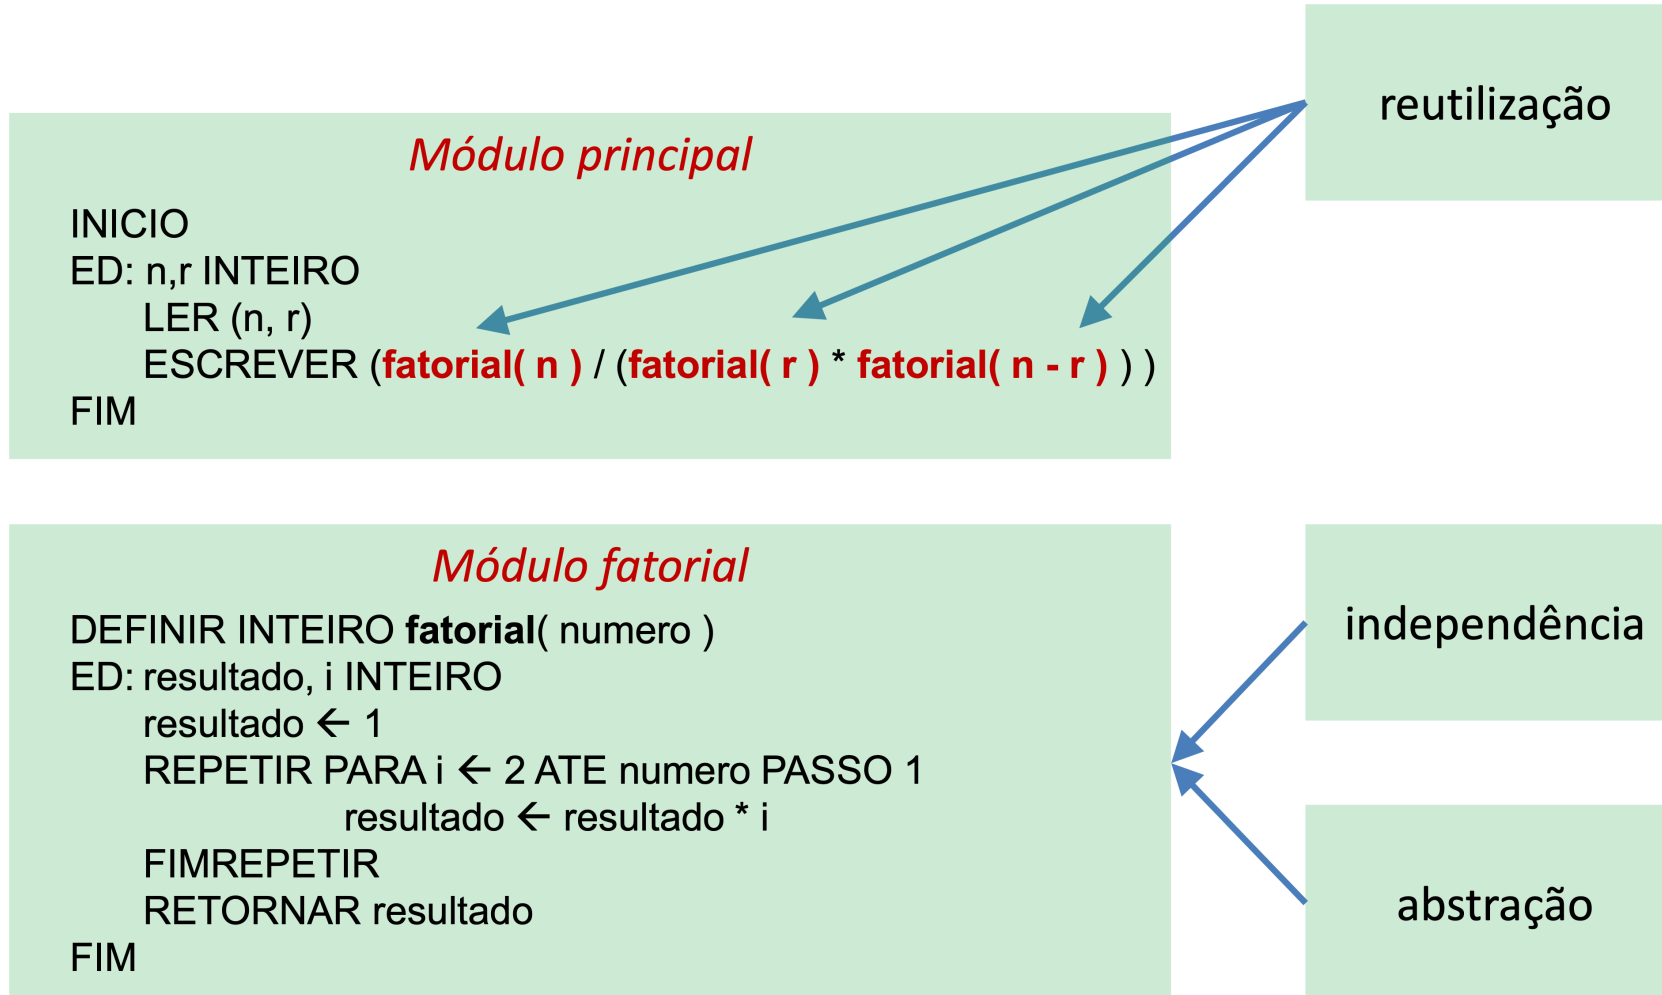 reutilização
Módulo principal
INICIO
ED: n,r INTEIRO
LER (n, r)
ESCREVER (fatorial( n ) / (fatorial( r ) * fatorial( n - r ) ) )
FIM
Módulo fatorial
DEFINIR INTEIRO fatorial( numero )
ED: resultado, i INTEIRO
resultado ← 1
REPETIR PARA i ← 2 ATE numero PASSO 1
resultado ← resultado * i
FIMREPETIR
RETORNAR resultado
FIM
independência
abstração